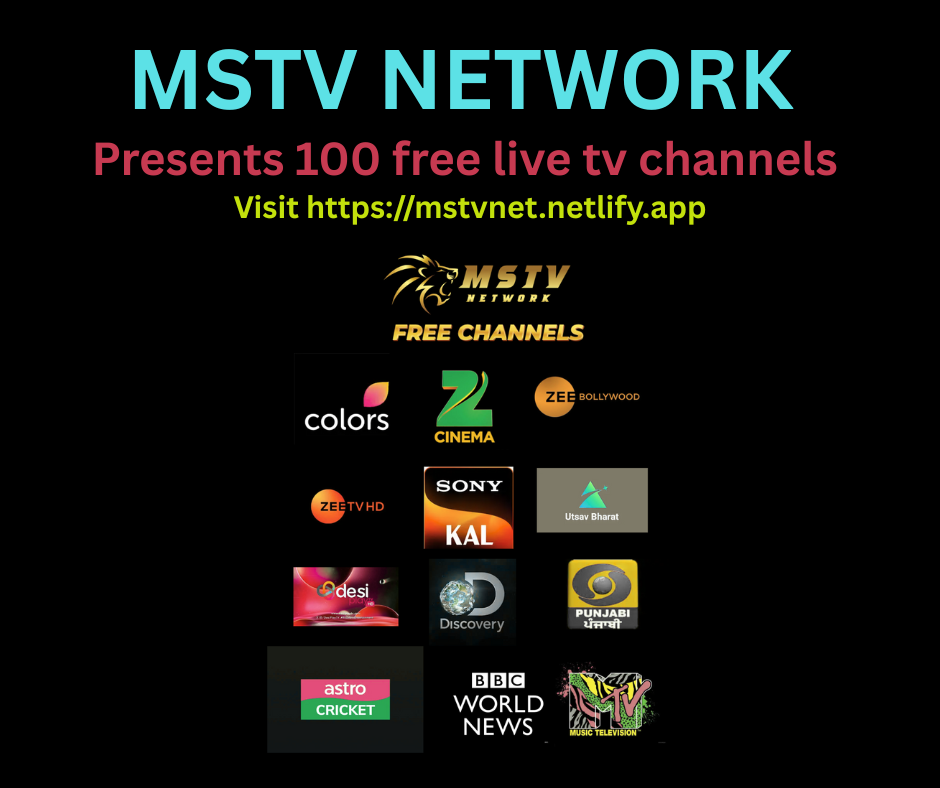 MSTV NETWORK
Presents 100 free live tv channels
Visit https://mstvnet.netlify.app
MSTV
NETWORK
FREE CHANNELS
colors
Z
CINEMA
ZEE BOLLYWOOD
ZEE TV HD
SONY
KAL
Utsav Bharat
desi
D
DISCOVERY
PUNJABI
ਪੰਜਾਬੀ
astro
CRICKET
BBC
WORLD
NEWS
MTV
MUSIC TELEVISION